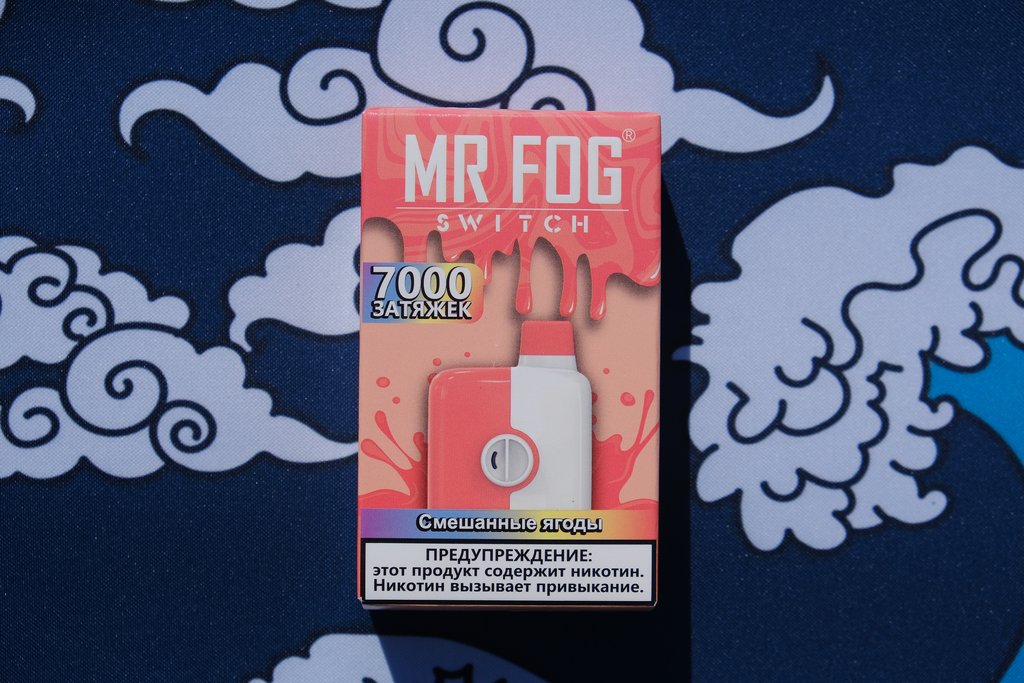 MR FOG®
SWITCH
7000
ЗАТЯЖЕК
Смешанные ягоды
ПРЕДУПРЕЖДЕНИЕ:
этот продукт содержит никотин.
Никотин вызывает привыкание.